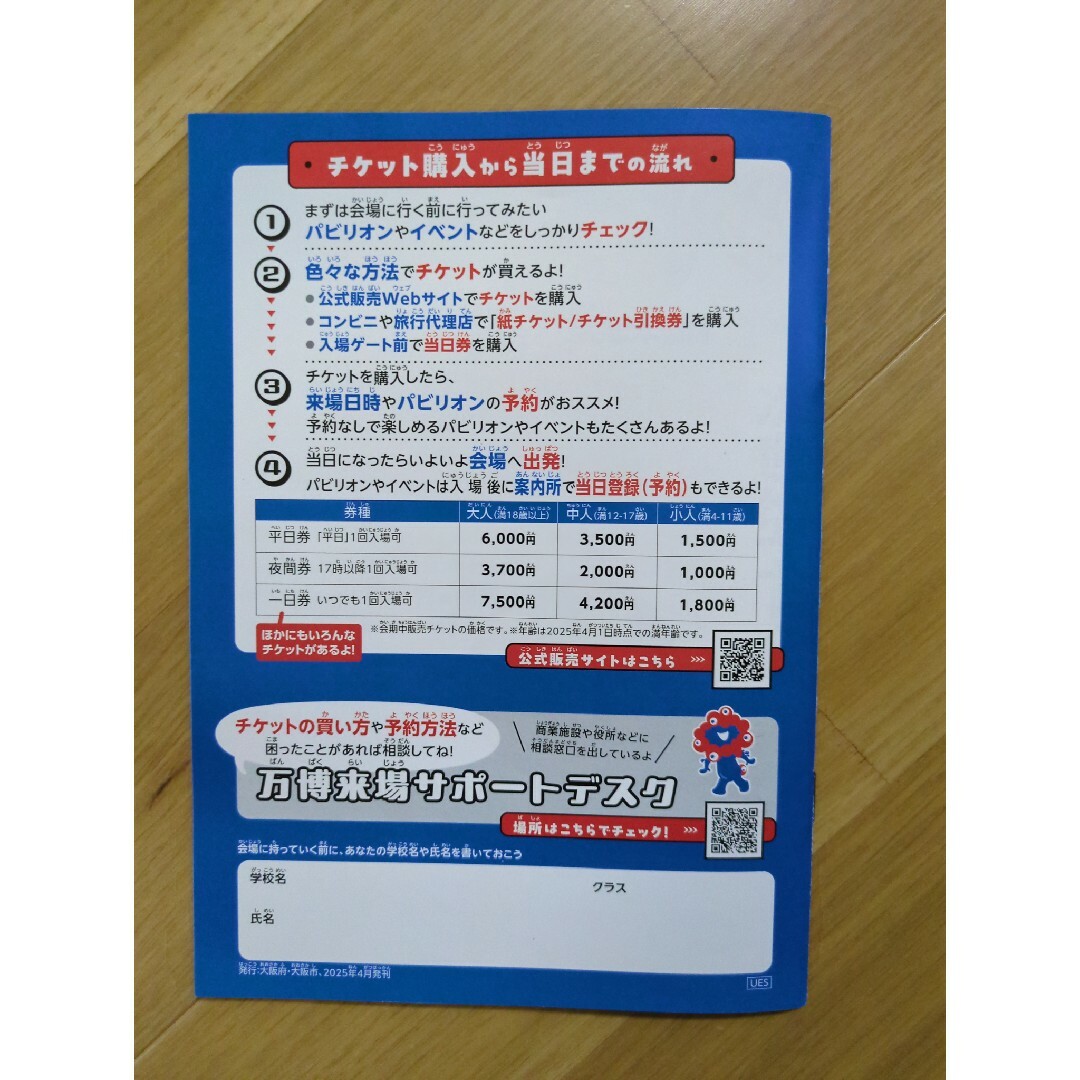 チケット購入から当日までの流れ
1 まずは会場に行く前に行ってみたい
パビリオンやイベントなどをしっかりチェック!
2 色々な方法でチケットが買えるよ!
●公式販売Webサイトでチケットを購入
●コンビニや旅行代理店で「紙チケット/チケット引換券」を購入
●入場ゲート前で当日券を購入
3 チケットを購入したら、
来場日時やパビリオンの予約がおススメ!
予約なしで楽しめるパビリオンやイベントもたくさんあるよ!
4 当日になったらいよいよ会場へ出発!
パビリオンやイベントは入場後に案内所で当日登録(予約)もできるよ!
券種 大人(満18歳以上) 中人(満12-17歳) 小人(満4-11歳)
平日券 「平日」1回入場可 6,000円 3,500円 1,500円
夜間券 17時以降1回入場可 3,700円 2,000円 1,000円
一日券 いつでも1回入場可 7,500円 4,200円 1,800円
※会期中販売チケットの価格です。※年齢は2025年4月1日時点での満年齢です。
ほかにもいろんな
チケットがあるよ!
公式販売サイトはこちら >>>
チケットの買い方や予約方法など
困ったことがあれば相談してね!
商業施設や役所などに
相談窓口を出しているよ
万博来場サポートデスク
場所はこちらでチェック! >>>
会場に持っていく前に、あなたの学校名や氏名を書いておこう
学校名 クラス
氏名
発行:大阪府・大阪市、2025年4月発刊
UES